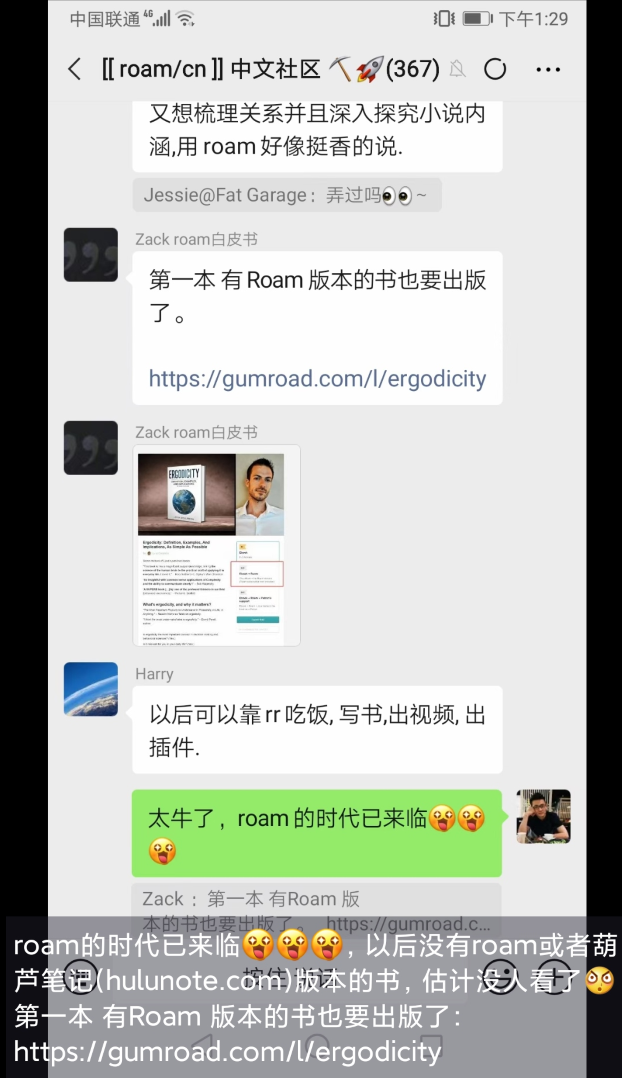 中国联通 4G 下午1:29
[[ roam/cn ]] 中文社区 ⛏️🚀(367)
又想梳理关系并且深入探究小说内
涵,用 roam 好像挺香的说.
Jessie@Fat Garage：弄过吗👀 ~
Zack roam白皮书
第一本 有 Roam 版本的书也要出版
了 。
https://gumroad.com/l/ergodicity
Zack roam白皮书
ERGODICITY
Ergodicity: Definition, Examples, And
Implications, As Simple As Possible
What's ergodicity, and why it matters?
Harry
以后可以靠 rr 吃饭, 写书,出视频, 出
插件.
太牛了，roam 的时代已来临🤩🤩
🤩
Zack：第一本 有Roam 版
本的书也要出版了。 https://gumroad.c...
按住 说话
roam的时代已来临🤩🤩🤩，以后没有roam或者葫
芦笔记(hulunote.com)版本的书，估计没人看了🙄
第一本 有Roam 版本的书也要出版了：
https://gumroad.com/l/ergodicity